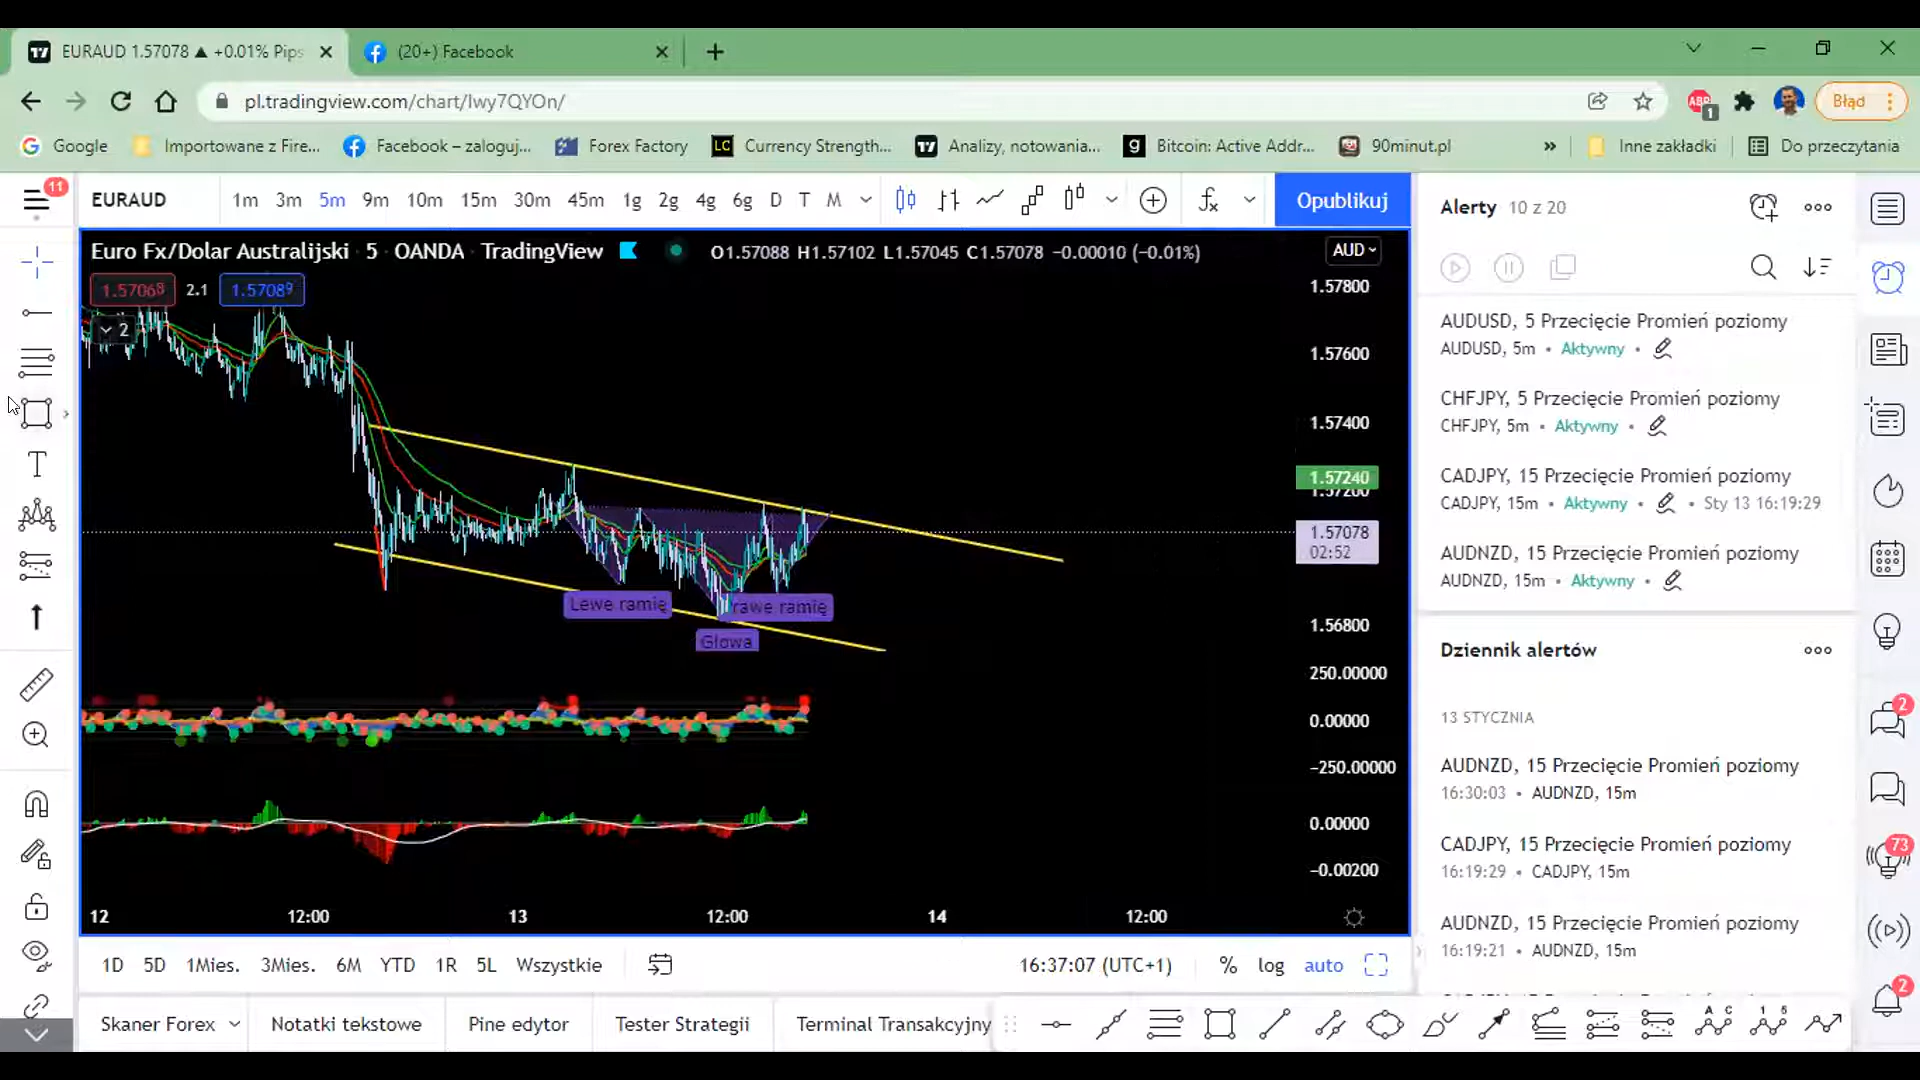 EURAUD 1.57078 ▲ +0.01% Pips
(20+) Facebook
pl.tradingview.com/chart/Iwy7QYOn/
ABP 1
Błąd
Google
Importowane z Fire...
Facebook – zaloguj...
Forex Factory
LC Currency Strength...
Analizy, notowania...
g Bitcoin: Active Addr...
90minut.pl
»
Inne zakładki
Do przeczytania
11
EURAUD
1m 3m 5m 9m 10m 15m 30m 45m 1g 2g 4g 6g D T M
Opublikuj
Euro Fx/Dolar Australijski · 5 · OANDA · TradingView
O1.57088 H1.57102 L1.57045 C1.57078 −0.00010 (−0.01%)
AUD
1.57068 2.1 1.57089
2
1.57800
1.57600
1.57400
1.57240
1.57200
1.57078
02:52
1.56800
Lewe ramię
rawe ramię
Głowa
250.00000
0.00000
−250.00000
0.00000
−0.00200
12 12:00 13 12:00 14 12:00
1D 5D 1Mies. 3Mies. 6M YTD 1R 5L Wszystkie
16:37:07 (UTC+1) % log auto
Skaner Forex Notatki tekstowe Pine edytor Tester Strategii Terminal Transakcyjny
Alerty 10 z 20
AUDUSD, 5 Przecięcie Promień poziomy
AUDUSD, 5m • Aktywny •
CHFJPY, 5 Przecięcie Promień poziomy
CHFJPY, 5m • Aktywny •
CADJPY, 15 Przecięcie Promień poziomy
CADJPY, 15m • Aktywny • • Sty 13 16:19:29
AUDNZD, 15 Przecięcie Promień poziomy
AUDNZD, 15m • Aktywny •
Dziennik alertów
13 STYCZNIA
AUDNZD, 15 Przecięcie Promień poziomy
16:30:03 • AUDNZD, 15m
CADJPY, 15 Przecięcie Promień poziomy
16:19:29 • CADJPY, 15m
AUDNZD, 15 Przecięcie Promień poziomy
16:19:21 • AUDNZD, 15m
2
73
2